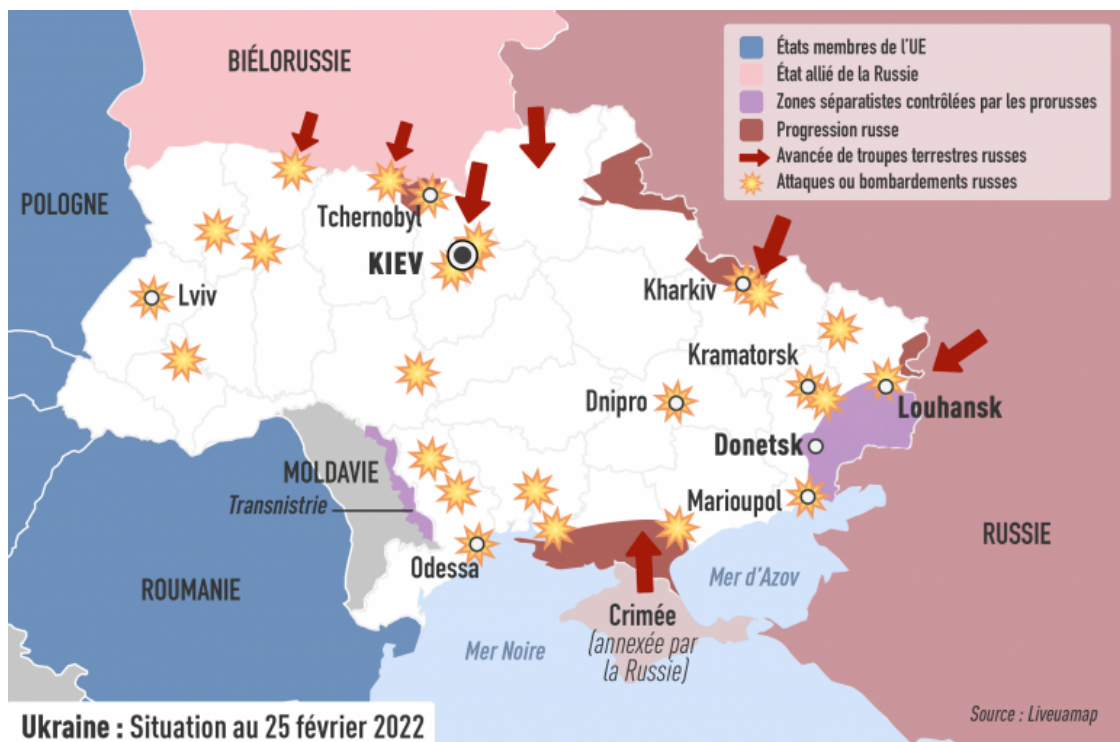 BIÉLORUSSIE
États membres de l'UE
État allié de la Russie
Zones séparatistes contrôlées par les prorusses
Progression russe
Avancée de troupes terrestres russes
Attaques ou bombardements russes
POLOGNE
Tchernobyl
KIEV
Lviv
Kharkiv
Kramatorsk
Dnipro
Louhansk
Donetsk
MOLDAVIE
Transnistrie
Marioupol
RUSSIE
Odessa
ROUMANIE
Mer d'Azov
Crimée
(annexée par
la Russie)
Mer Noire
Ukraine : Situation au 25 février 2022
Source : Liveuamap